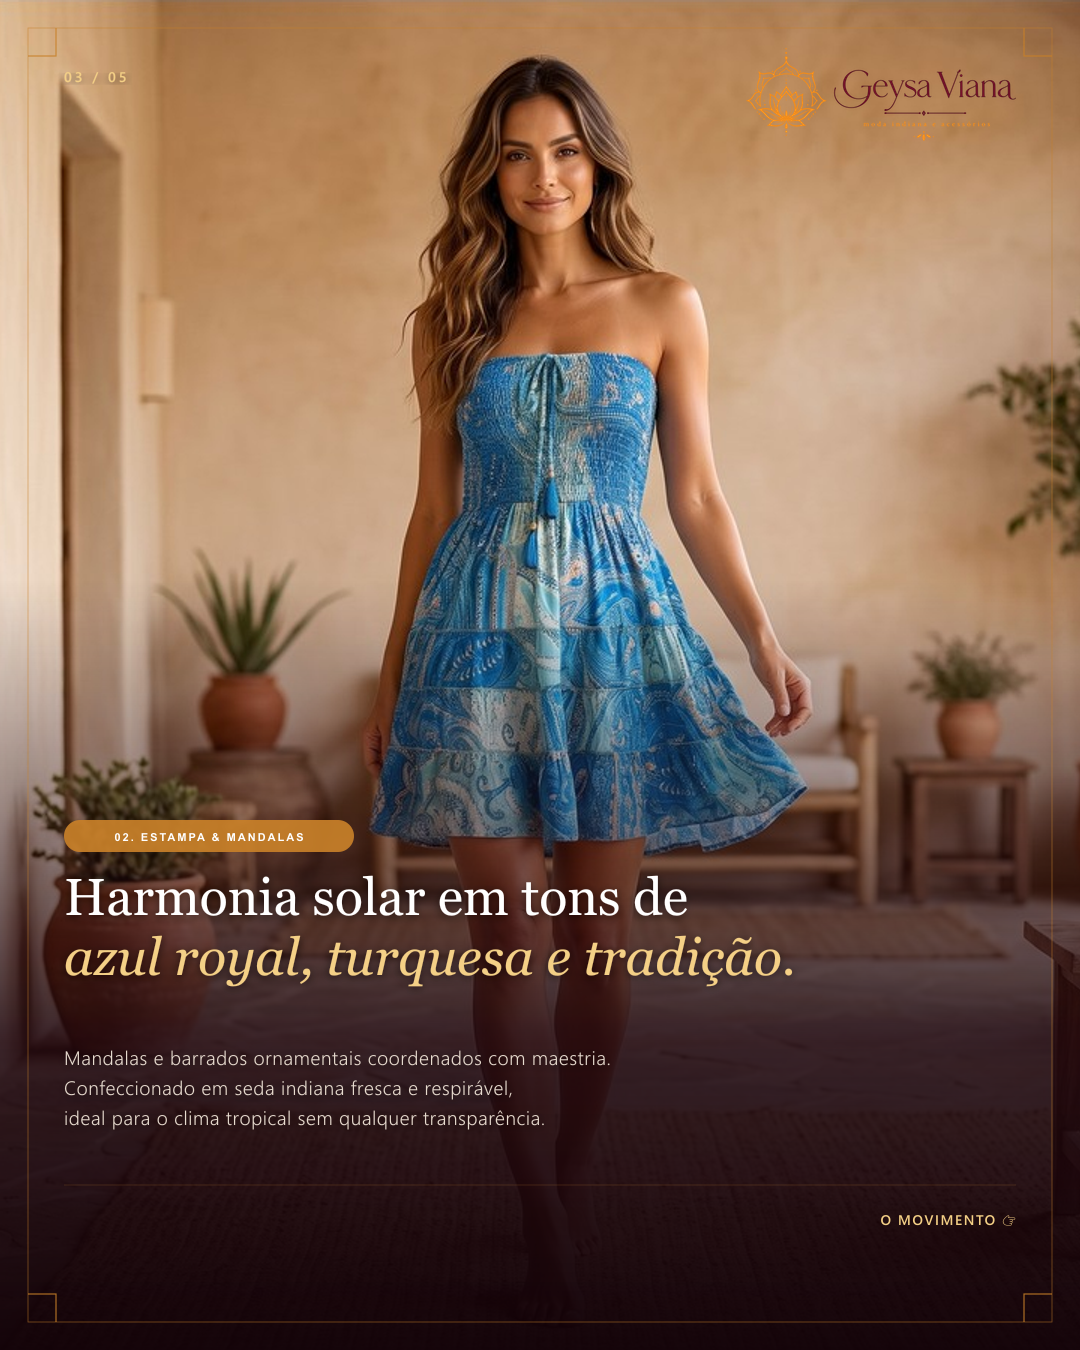 03 / 05
Geysa Viana
02. ESTAMPA & MANDALAS
Harmonia solar em tons de
azul royal, turquesa e tradição.
Mandalas e barrados ornamentais coordenados com maestria.
Confeccionado em seda indiana fresca e respirável,
ideal para o clima tropical sem qualquer transparência.
O MOVIMENTO ☞